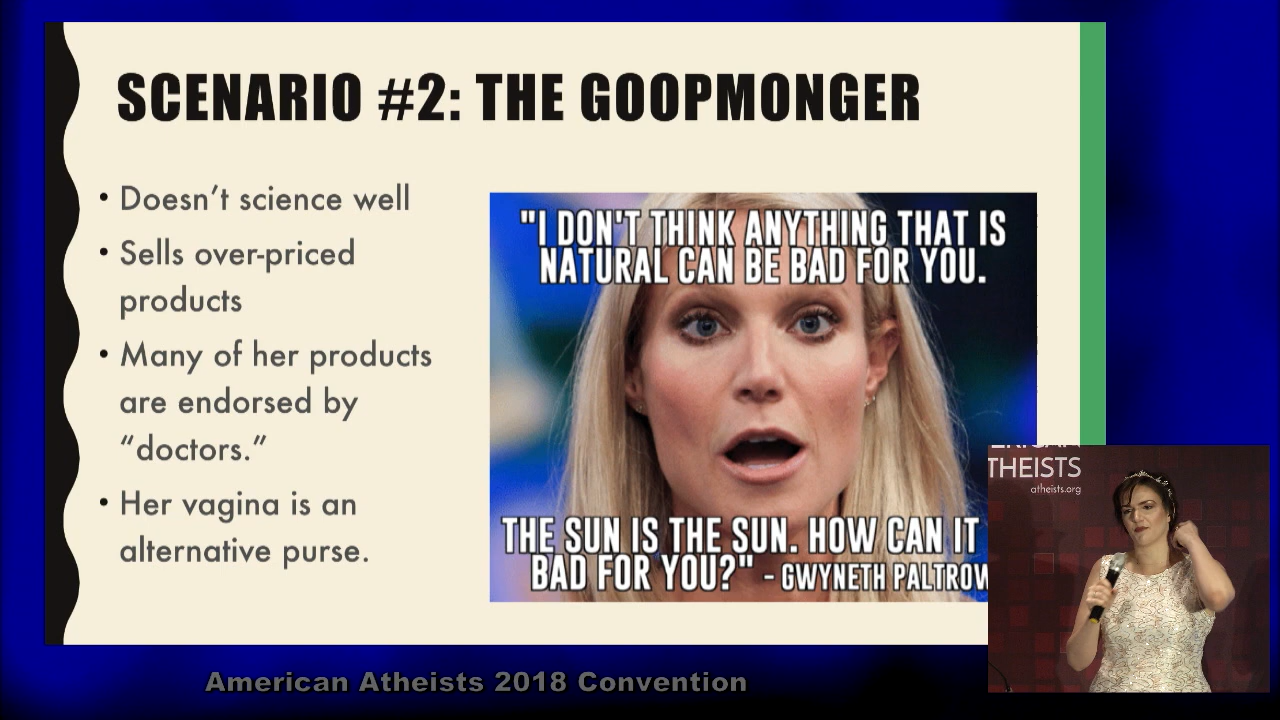 SCENARIO #2: THE GOOPMONGER
• Doesn't science well
• Sells over-priced
products
• Many of her products
are endorsed by
“doctors.”
• Her vagina is an
alternative purse.
"I DON'T THINK ANYTHING THAT IS
NATURAL CAN BE BAD FOR YOU.
THE SUN IS THE SUN. HOW CAN IT
BAD FOR YOU?" - GWYNETH PALTROW
THEISTS
atheists.org
American Atheists 2018 Convention